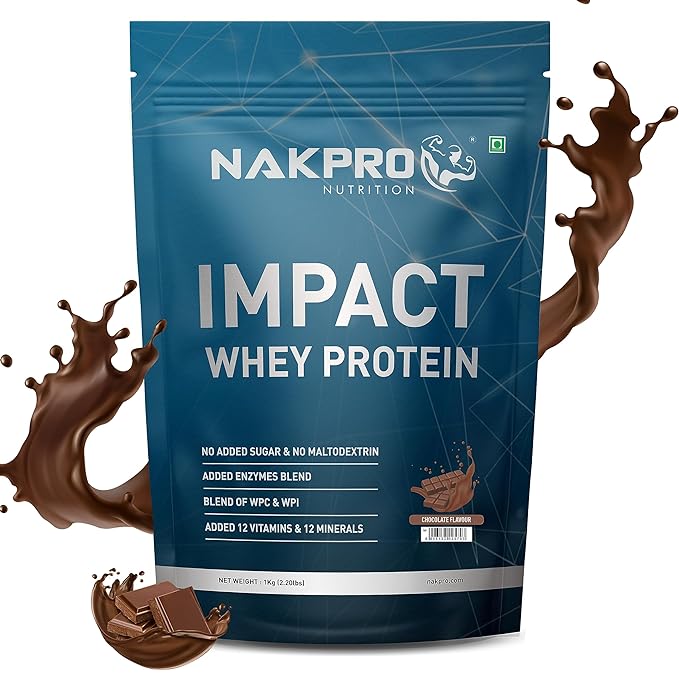 NAKPRO
®
NUTRITION
IMPACT
WHEY PROTEIN
NO ADDED SUGAR & NO MALTODEXTRIN
ADDED ENZYMES BLEND
BLEND OF WPC & WPI
ADDED 12 VITAMINS & 12 MINERALS
CHOCOLATE FLAVOUR
NET WEIGHT : 1Kg (2.20lbs)
nakpro.com